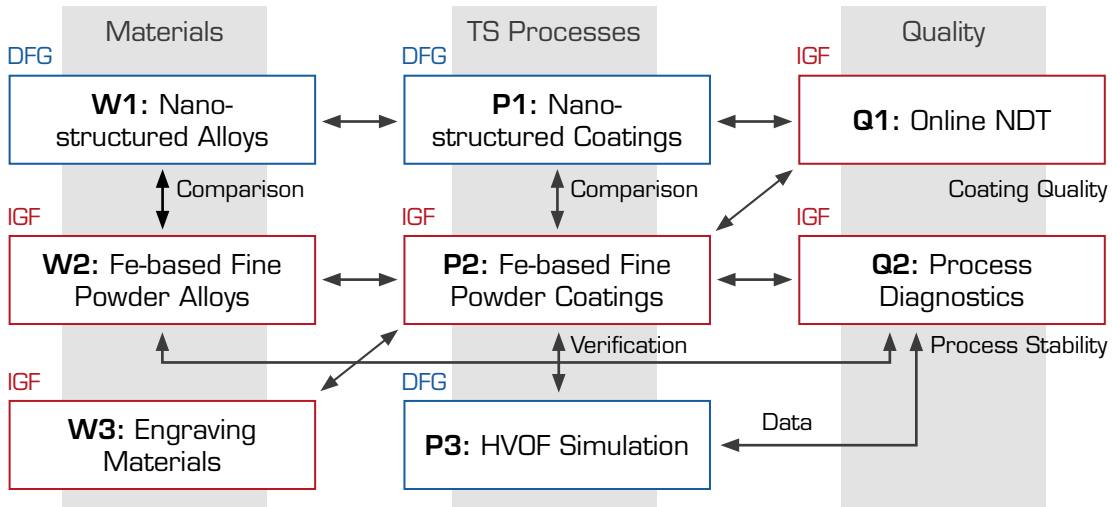 Materials
TS Processes
Quality
DFG
DFG
IGF
W1: Nano-
structured Alloys
P1: Nano-
structured Coatings
Q1: Online NDT
Comparison
Comparison
Coating Quality
IGF
IGF
IGF
W2: Fe-based Fine
Powder Alloys
P2: Fe-based Fine
Powder Coatings
Q2: Process
Diagnostics
Verification
Process Stability
IGF
DFG
W3: Engraving
Materials
P3: HVOF Simulation
Data